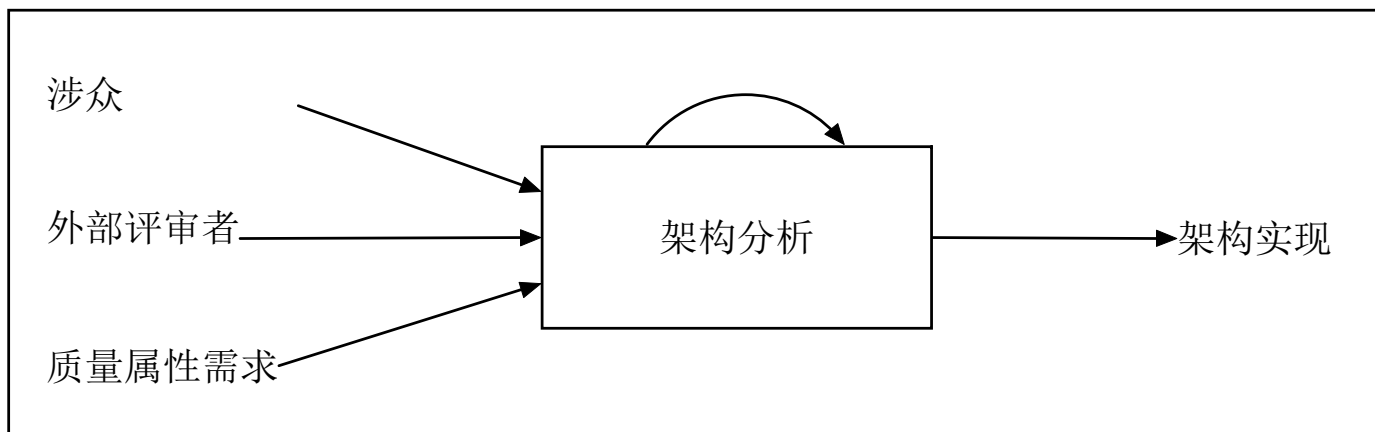 涉众
外部评审者
架构分析
架构实现
质量属性需求